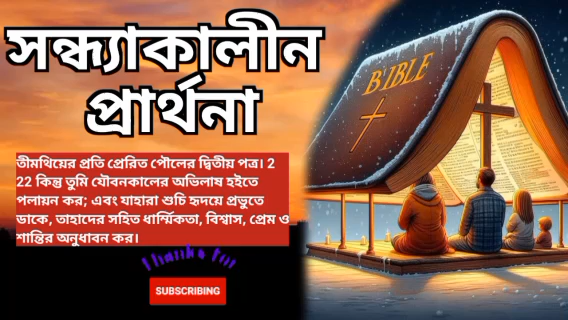 সন্ধ্যাকালীন
প্রার্থনা
BIBLE
তীমথিয়ের প্রতি প্রেরিত পৌলের দ্বিতীয় পত্র। 2
22 কিন্তু তুমি যৌবনকালের অভিলাষ হইতে
পলায়ন কর; এবং যাহারা শুচি হৃদয়ে প্রভুতে
ডাকে, তাহাদের সহিত ধার্ম্মিকতা, বিশ্বাস, প্রেম ও
শান্তির অনুধাবন কর।
Thanks For
SUBSCRIBING